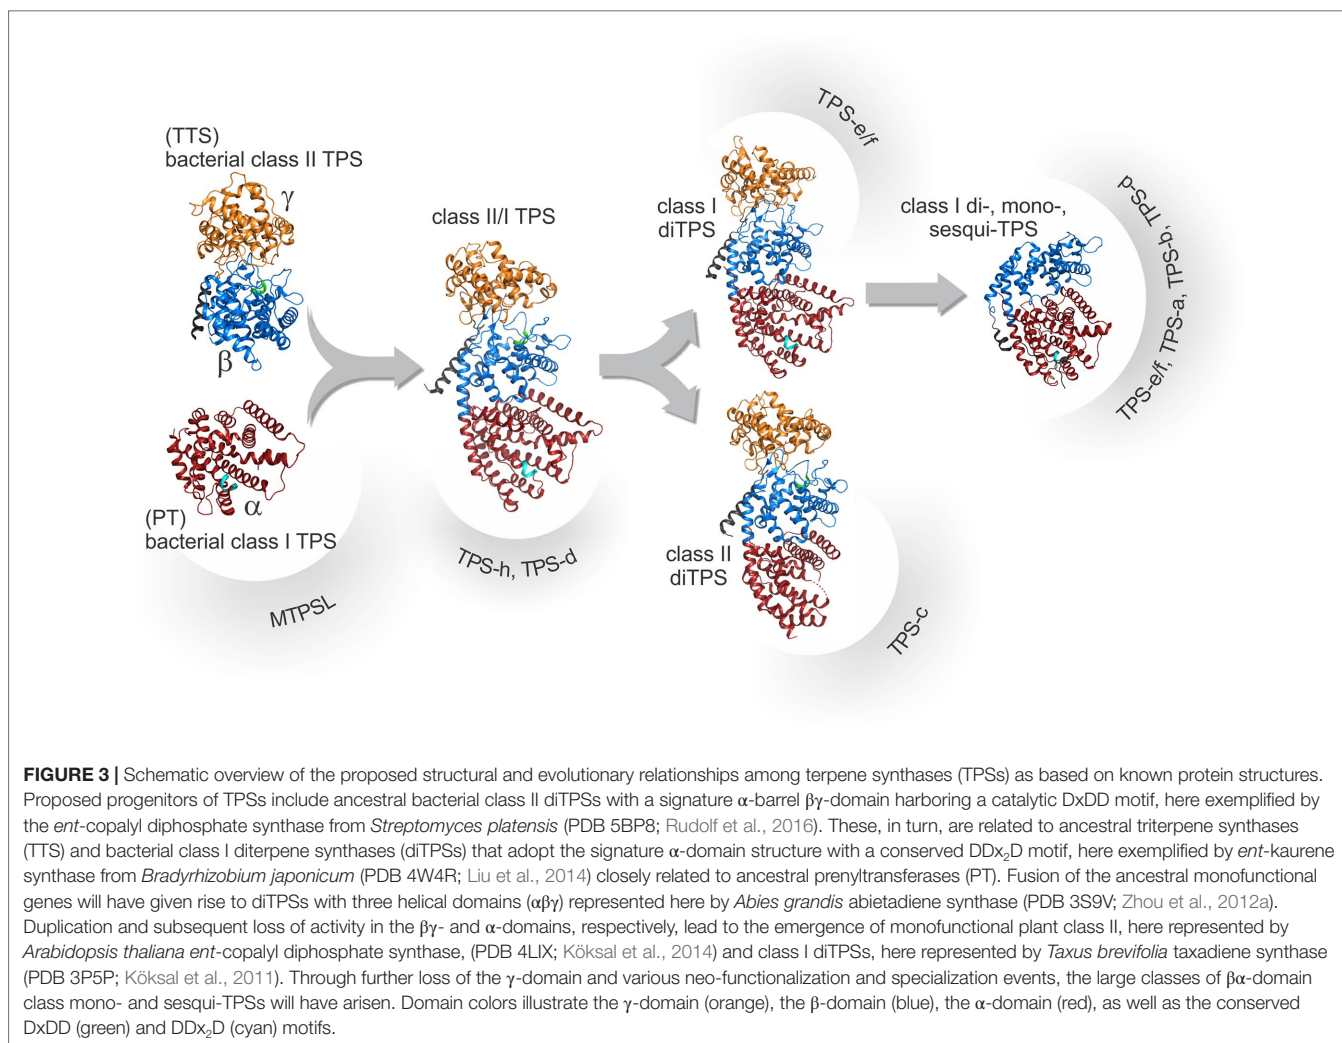 (TTS)
bacterial class II TPS
γ
β
(PT)
bacterial class I TPS
α
MTPSL
class II/I TPS
TPS-h, TPS-d
class I
diTPS
TPS-e/f
class II
diTPS
TPS-c
class I di-, mono-,
sesqui-TPS
TPS-e/f, TPS-a, TPS-b, TPS-d
FIGURE 3 | Schematic overview of the proposed structural and evolutionary relationships among terpene synthases (TPSs) as based on known protein structures.
Proposed progenitors of TPSs include ancestral bacterial class II diTPSs with a signature α-barrel βγ-domain harboring a catalytic DxDD motif, here exemplified by
the ent-copalyl diphosphate synthase from Streptomyces platensis (PDB 5BP8; Rudolf et al., 2016). These, in turn, are related to ancestral triterpene synthases
(TTS) and bacterial class I diterpene synthases (diTPSs) that adopt the signature α-domain structure with a conserved DDx₂D motif, here exemplified by ent-kaurene
synthase from Bradyrhizobium japonicum (PDB 4W4R; Liu et al., 2014) closely related to ancestral prenyltransferases (PT). Fusion of the ancestral monofunctional
genes will have given rise to diTPSs with three helical domains (αβγ) represented here by Abies grandis abietadiene synthase (PDB 3S9V; Zhou et al., 2012a).
Duplication and subsequent loss of activity in the βγ- and α-domains, respectively, lead to the emergence of monofunctional plant class II, here represented by
Arabidopsis thaliana ent-copalyl diphosphate synthase, (PDB 4LIX; Köksal et al., 2014) and class I diTPSs, here represented by Taxus brevifolia taxadiene synthase
(PDB 3P5P; Köksal et al., 2011). Through further loss of the γ-domain and various neo-functionalization and specialization events, the large classes of βα-domain
class mono- and sesqui-TPSs will have arisen. Domain colors illustrate the γ-domain (orange), the β-domain (blue), the α-domain (red), as well as the conserved
DxDD (green) and DDx₂D (cyan) motifs.